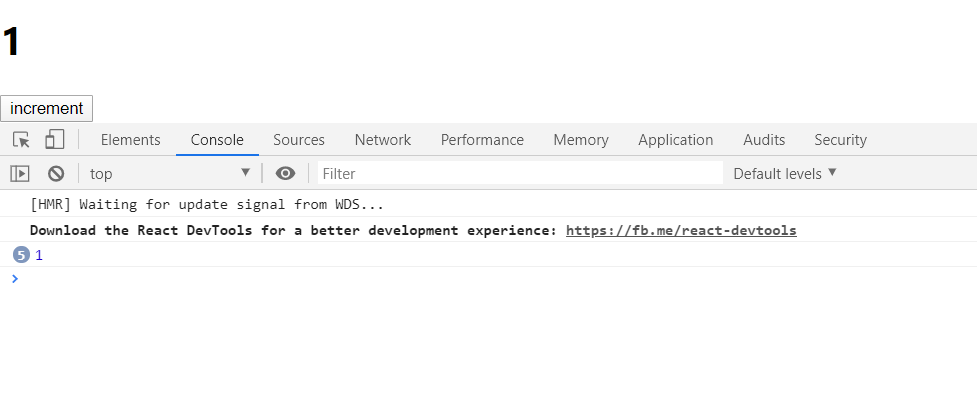 1
increment
Elements Console Sources Network Performance Memory Application Audits Security
top Filter Default levels
[HMR] Waiting for update signal from WDS...
Download the React DevTools for a better development experience: https://fb.me/react-devtools
5 1